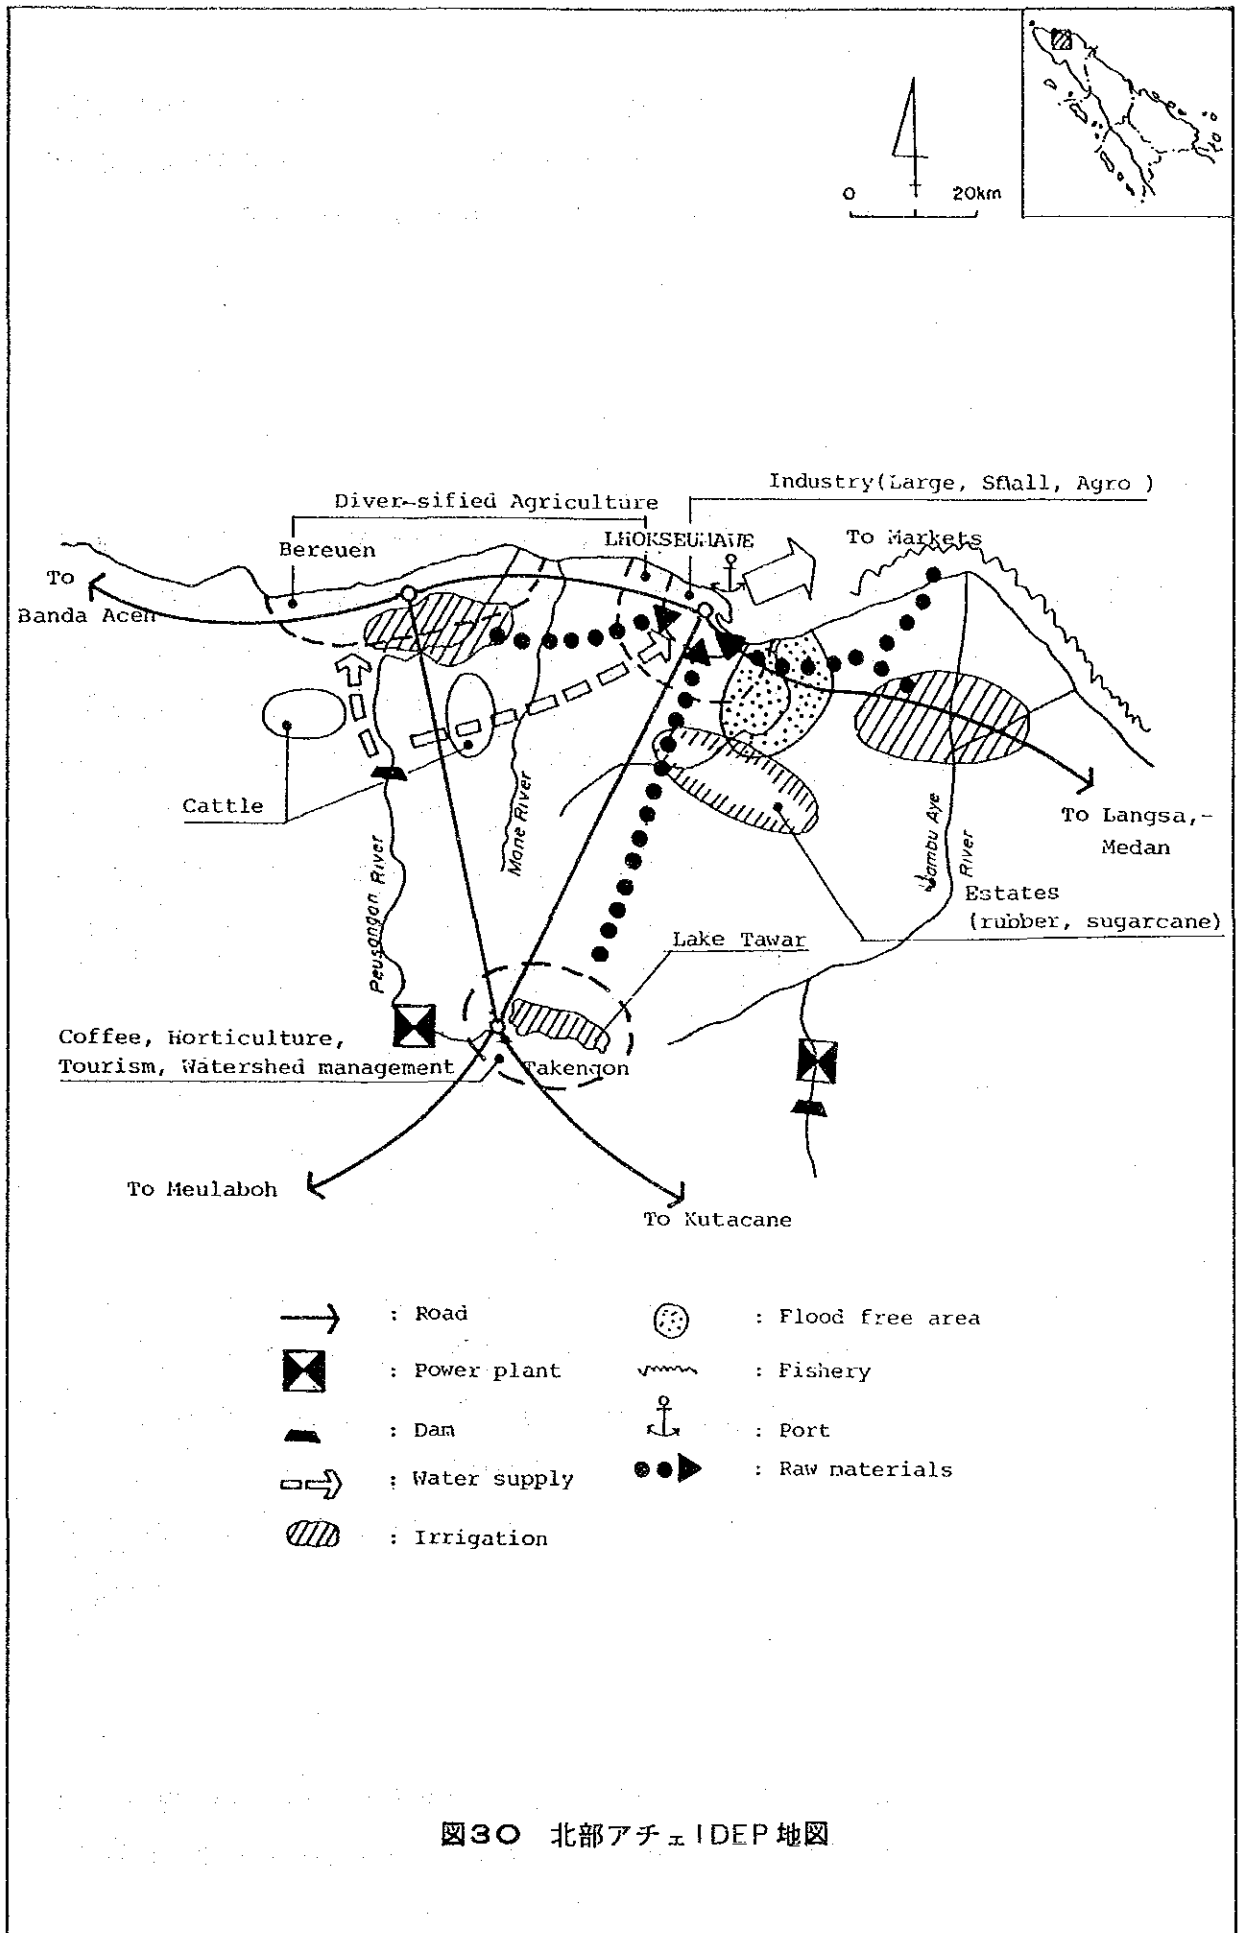 0 20km
Industry(Large, Small, Agro )
Diver-sified Agriculture
LHOKSEUMAWE
To Markets
Bereuen
To
Banda Aceh
Cattle
Mane River
Peusangan River
Jambu Aye
River
To Langsa,-
Medan
Estates
(rubber, sugarcane)
Lake Tawar
Coffee, Horticulture,
Tourism, Watershed management
Takengon
To Meulaboh
To Kutacane
: Road
: Flood free area
: Power plant
: Fishery
: Dam
: Port
: Water supply
: Raw materials
: Irrigation
図30 北部アチェIDEP地図